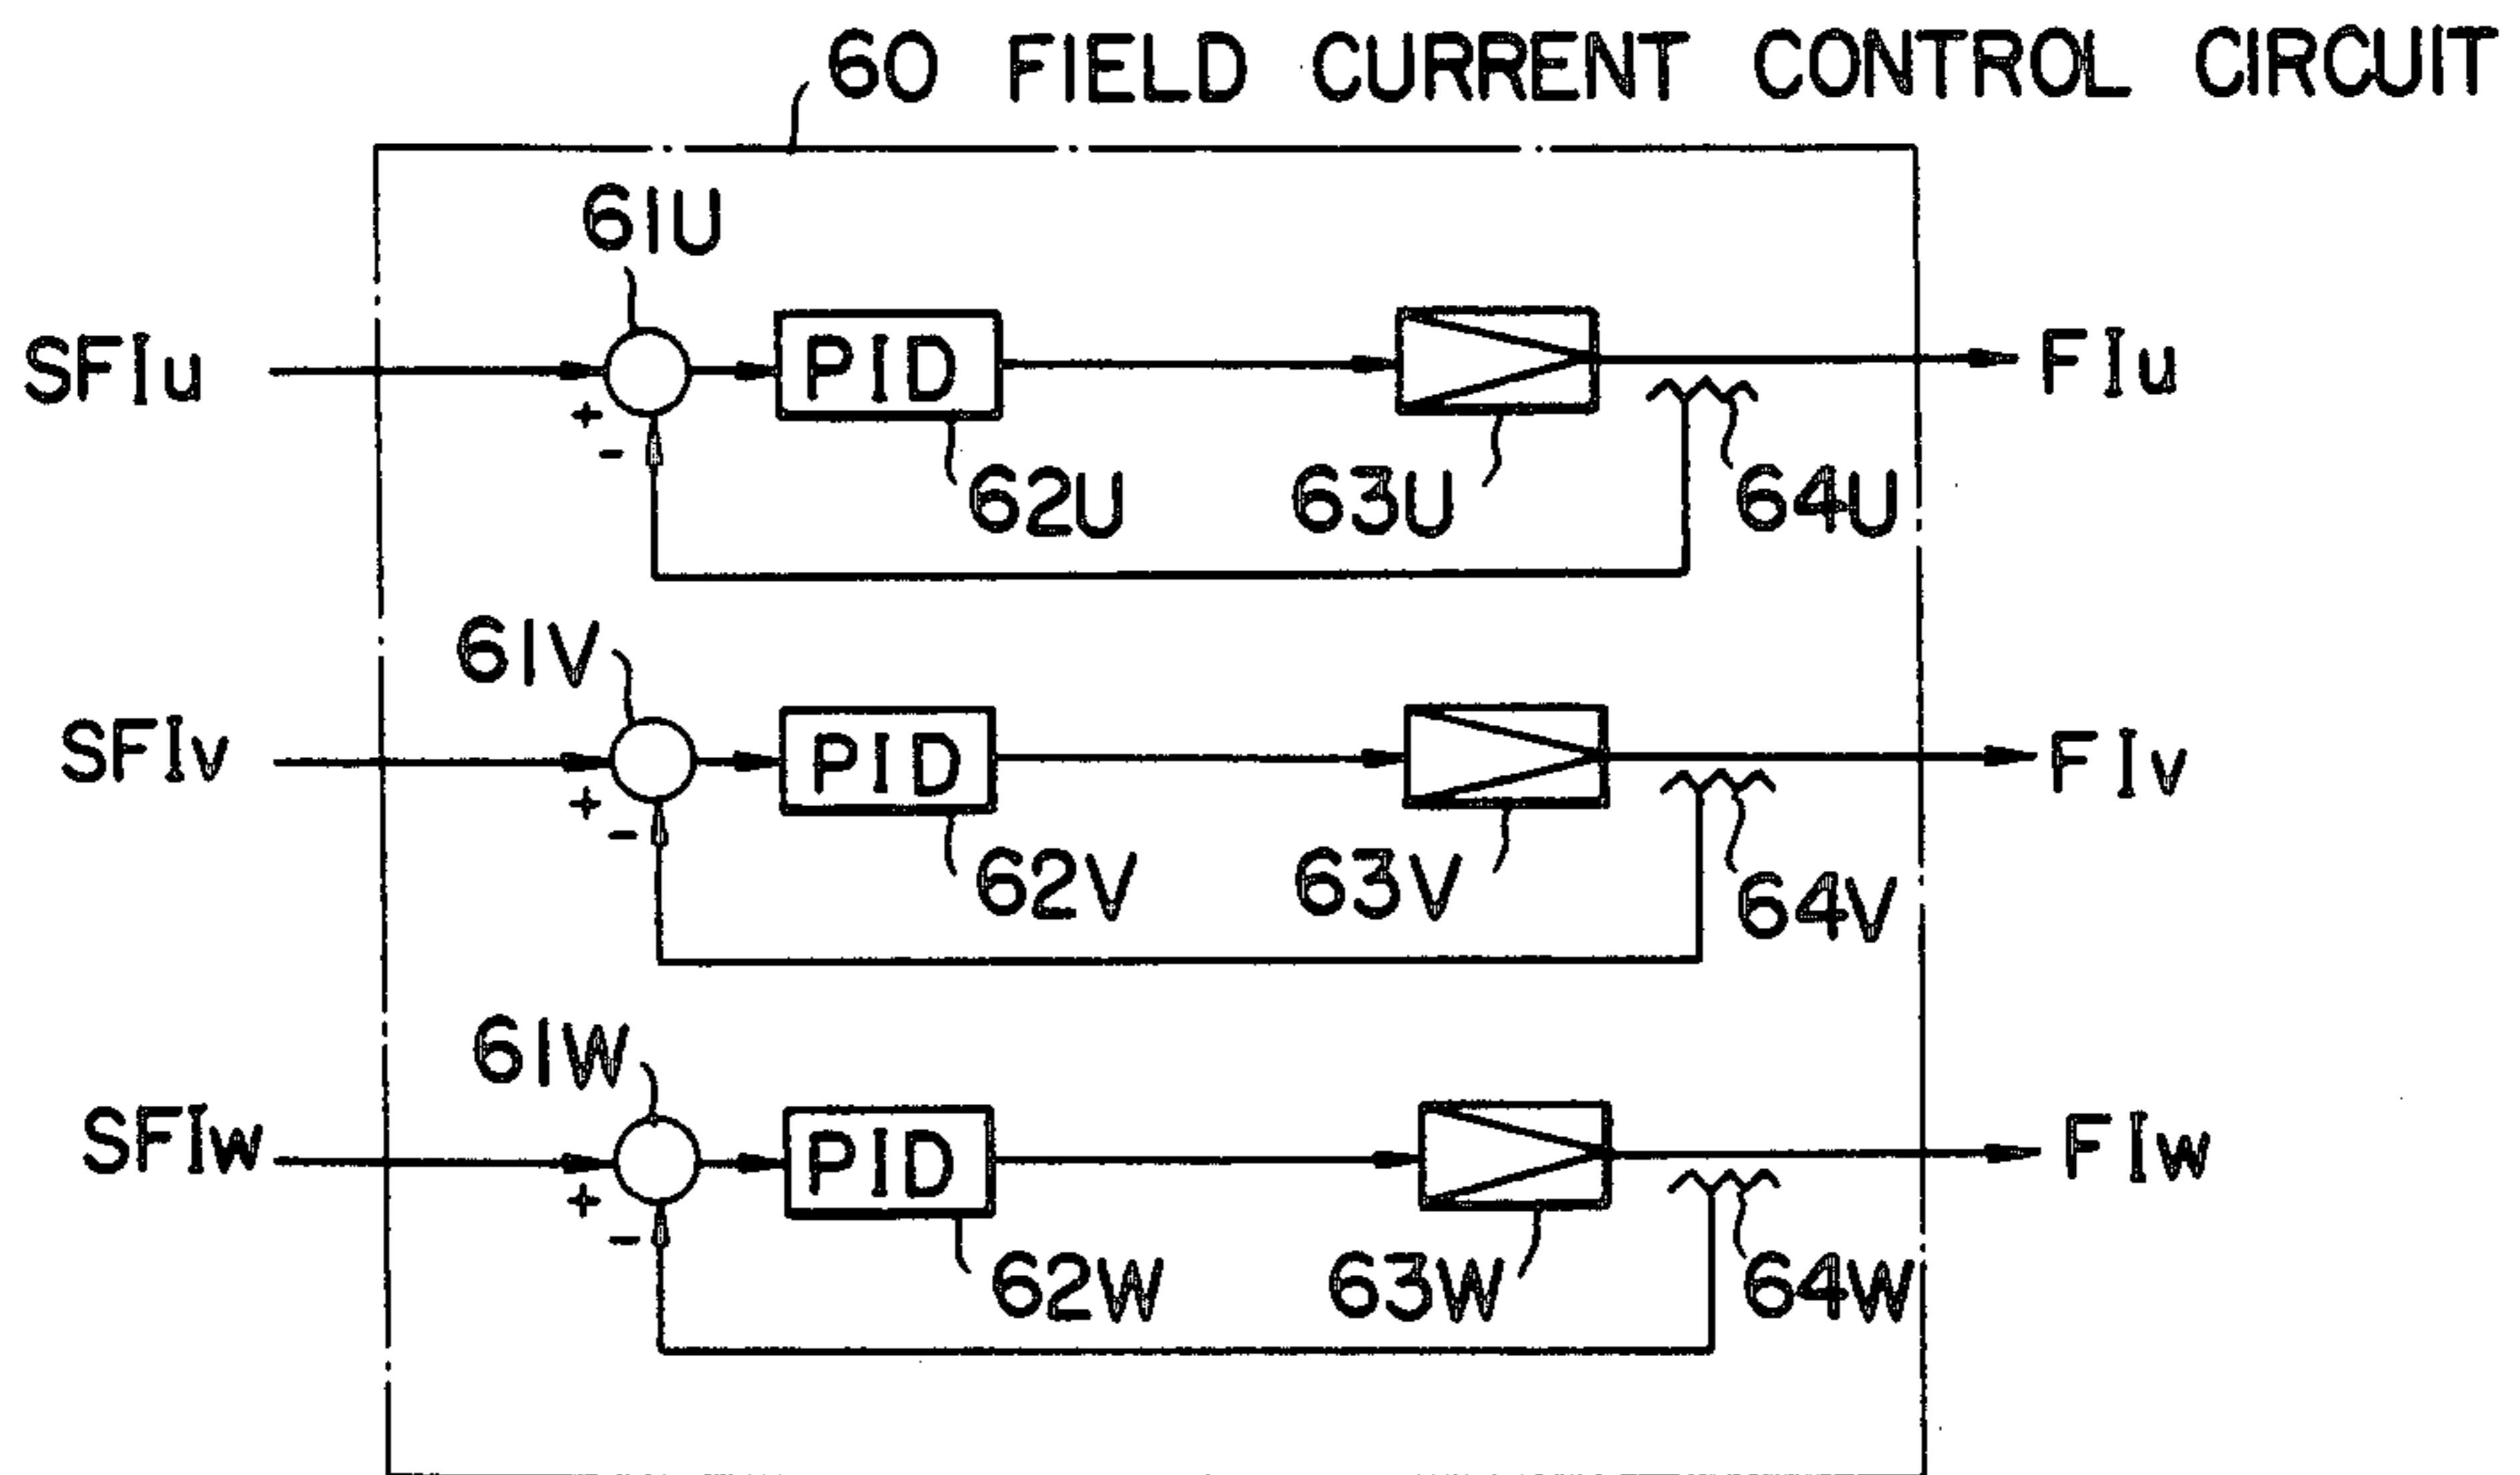 60 FIELD CURRENT CONTROL CIRCUIT
61U
SFIu
PID
FIu
+
-
62U
63U
64U
61V
SFIv
PID
FIv
+
-
62V
63V
64V
61W
SFIw
PID
FIw
+
-
62W
63W
64W